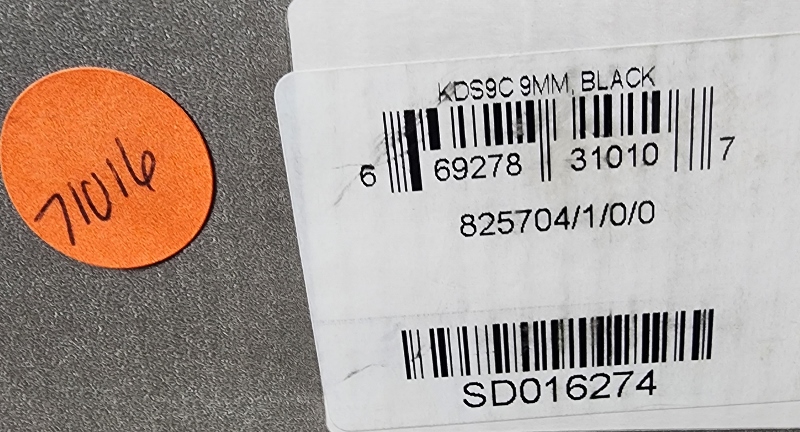 71016
KDS9C 9MM, BLACK
6 69278 31010 7
825704/1/0/0
SD016274